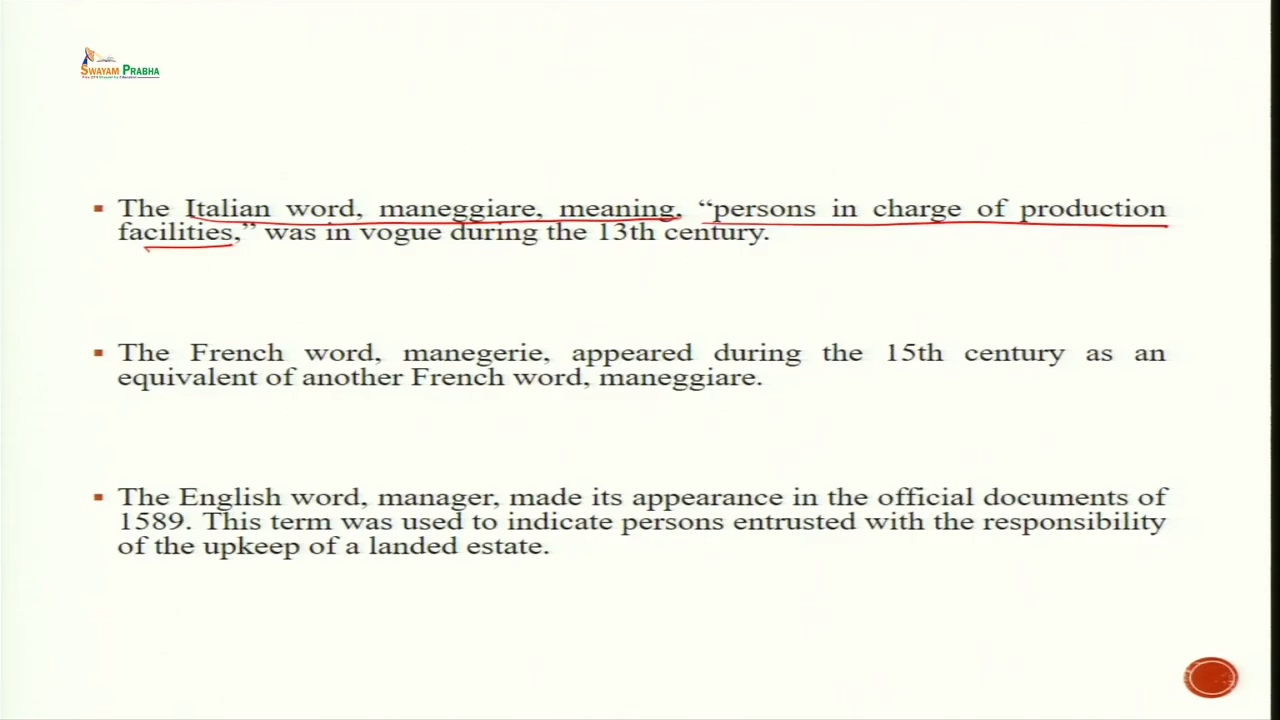 SWAYAM PRABHA
The Italian word, maneggiare, meaning, “persons in charge of production
facilities,” was in vogue during the 13th century.
The French word, manegerie, appeared during the 15th century as an
equivalent of another French word, maneggiare.
The English word, manager, made its appearance in the official documents of
1589. This term was used to indicate persons entrusted with the responsibility
of the upkeep of a landed estate.